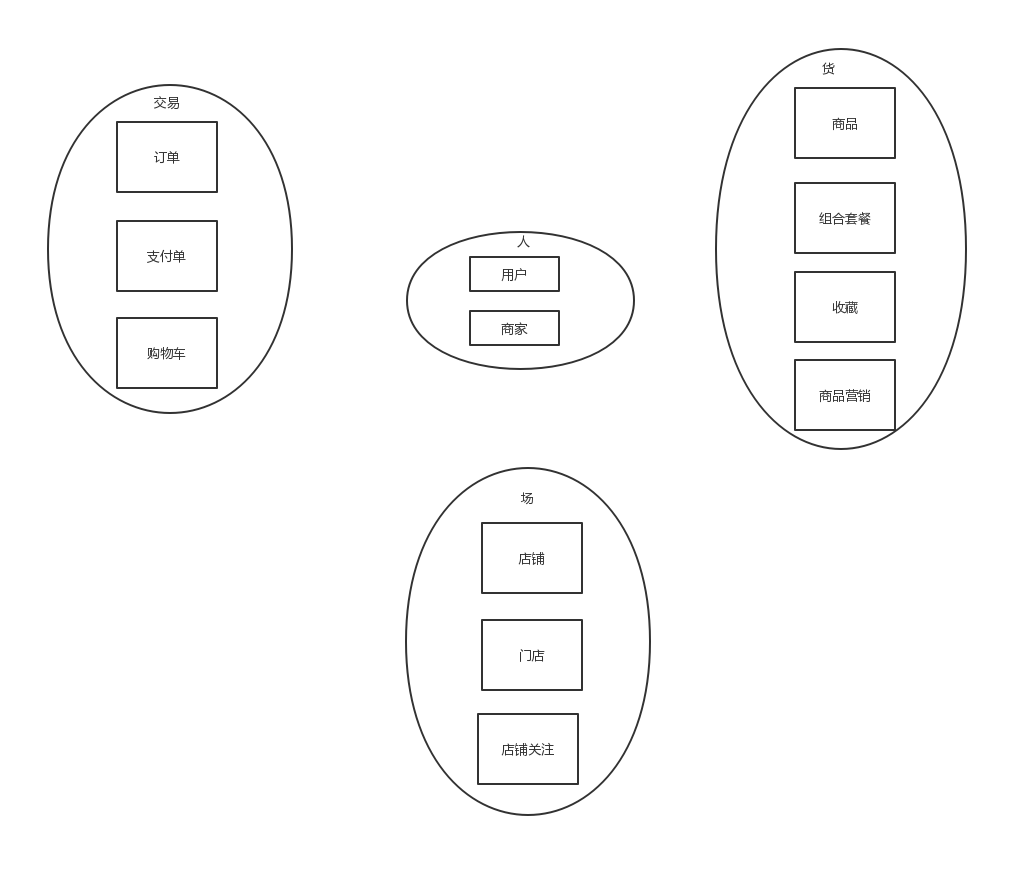 交易
订单
支付单
购物车
人
用户
商家
货
商品
组合套餐
收藏
商品营销
场
店铺
门店
店铺关注